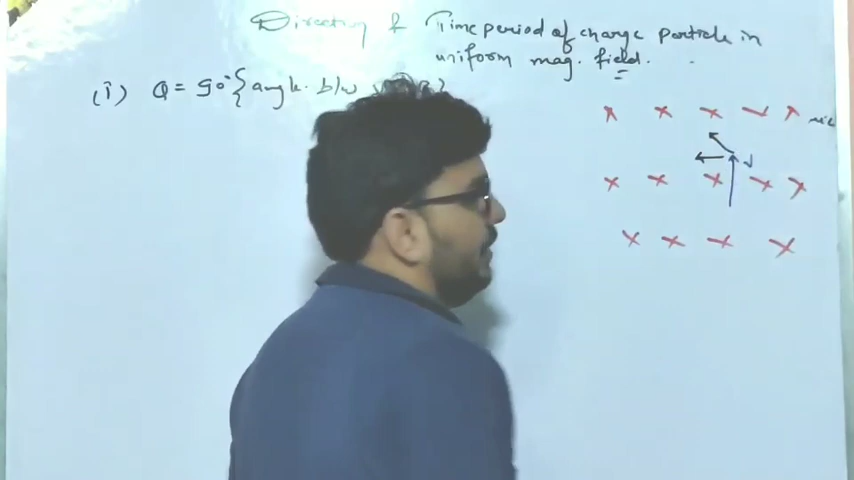 Direction & Time period of charge particle in
uniform mag. field.
(i) Q = 90° { angle. b/w
x x x x x
v
x x x x x
x x x x